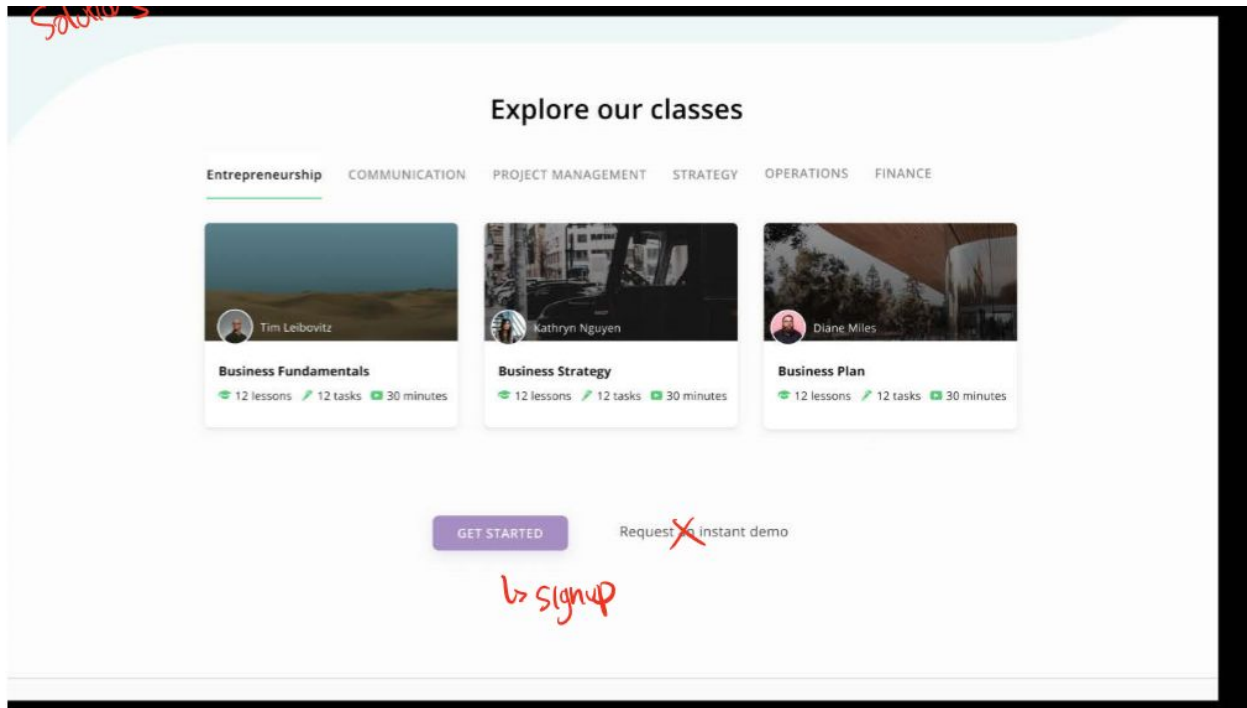 Solutions
Explore our classes
Entrepreneurship COMMUNICATION PROJECT MANAGEMENT STRATEGY OPERATIONS FINANCE
Tim Leibovitz Kathryn Nguyen Diane Miles
Business Fundamentals Business Strategy Business Plan
12 lessons 12 tasks 30 minutes 12 lessons 12 tasks 30 minutes 12 lessons 12 tasks 30 minutes
GET STARTED Request an instant demo
↳ signup